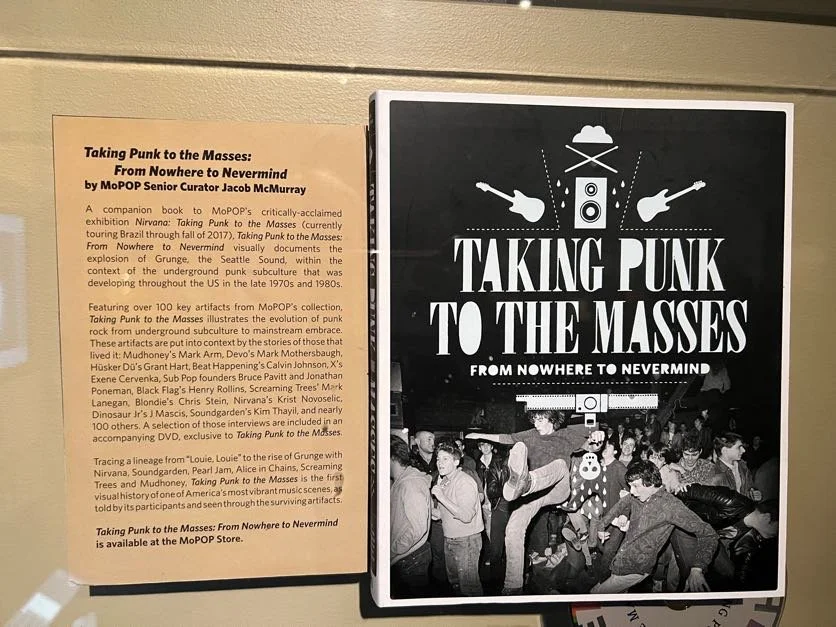 Taking Punk to the Masses:
From Nowhere to Nevermind
by MoPOP Senior Curator Jacob McMurray
A companion book to MoPOP's critically-acclaimed
exhibition Nirvana: Taking Punk to the Masses (currently
touring Brazil through fall of 2017), Taking Punk to the Masses:
From Nowhere to Nevermind visually documents the
explosion of Grunge, the Seattle Sound, within the
context of the underground punk subculture that was
developing throughout the US in the late 1970s and 1980s.
Featuring over 100 key artifacts from MoPOP's collection,
Taking Punk to the Masses illustrates the evolution of punk
rock from underground subculture to mainstream embrace.
These artifacts are put into context by the stories of those that
lived it: Mudhoney's Mark Arm, Devo's Mark Mothersbaugh,
Hüsker Dü's Grant Hart, Beat Happening's Calvin Johnson, X's
Exene Cervenka, Sub Pop founders Bruce Pavitt and Jonathan
Poneman, Black Flag's Henry Rollins, Screaming Trees' Mark
Lanegan, Blondie's Chris Stein, Nirvana's Krist Novoselic,
Dinosaur Jr's J Mascis, Soundgarden's Kim Thayil, and nearly
100 others. A selection of those interviews are included in an
accompanying DVD, exclusive to Taking Punk to the Masses.
Tracing a lineage from "Louie, Louie" to the rise of Grunge with
Nirvana, Soundgarden, Pearl Jam, Alice in Chains, Screaming
Trees and Mudhoney, Taking Punk to the Masses is the first
visual history of one of America's most vibrant music scenes, as
told by its participants and seen through the surviving artifacts.
Taking Punk to the Masses: From Nowhere to Nevermind
is available at the MoPOP Store.
TAKING PUNK
TO THE MASSES
FROM NOWHERE TO NEVERMIND